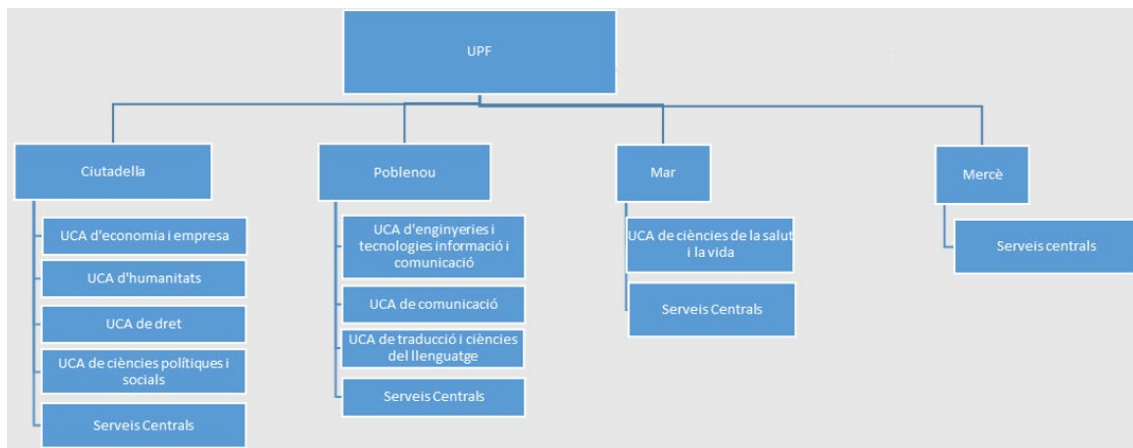 UPF
Ciutadella
Poblenou
Mar
Mercè
UCA d'economia i empresa
UCA d'humanitats
UCA de dret
UCA de ciències polítiques i
socials
Serveis Centrals
UCA d'enginyeries i
tecnologies informació i
comunicació
UCA de comunicació
UCA de traducció i ciències
del llenguatge
Serveis Centrals
UCA de ciències de la salut
i la vida
Serveis Centrals
Serveis centrals